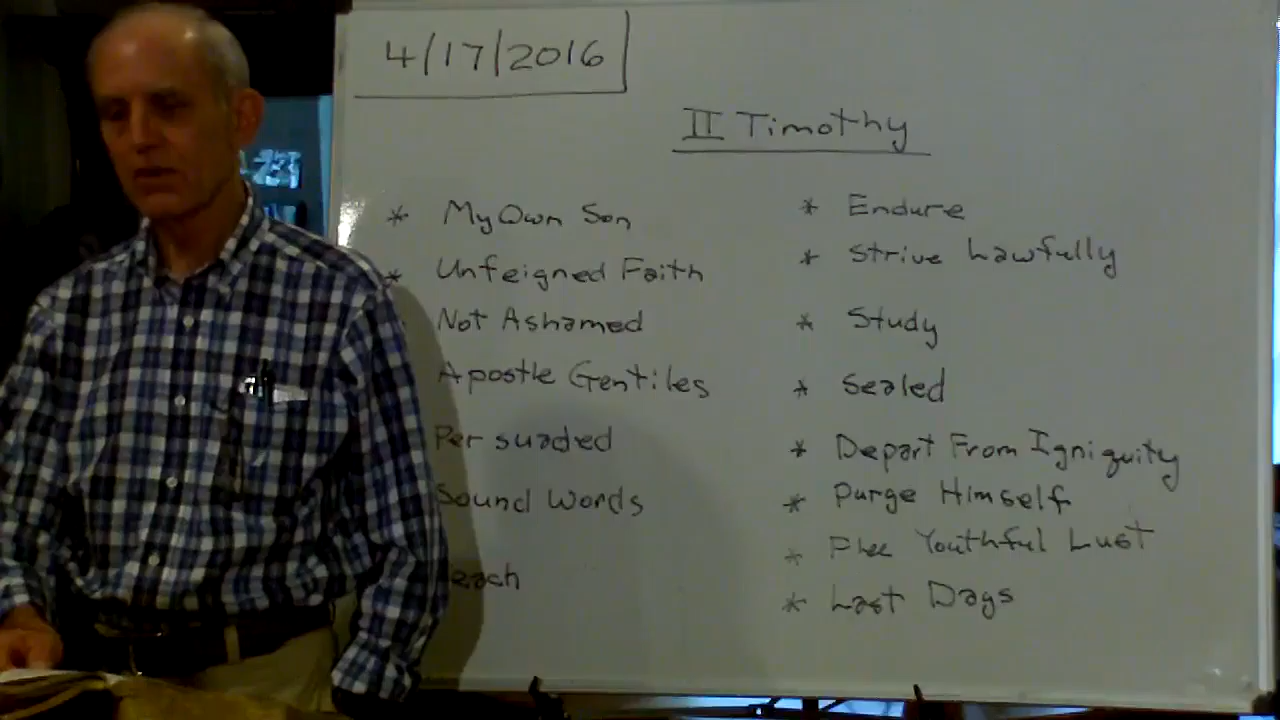 4/17/2016
II Timothy
* My Own Son
* Unfeigned Faith
Not Ashamed
Apostle Gentiles
Persuaded
Sound Words
each
* Endure
* Strive Lawfully
* Study
* Sealed
* Depart From Igniquity
* Purge Himself
* Flee Youthful Lust
* Last Days